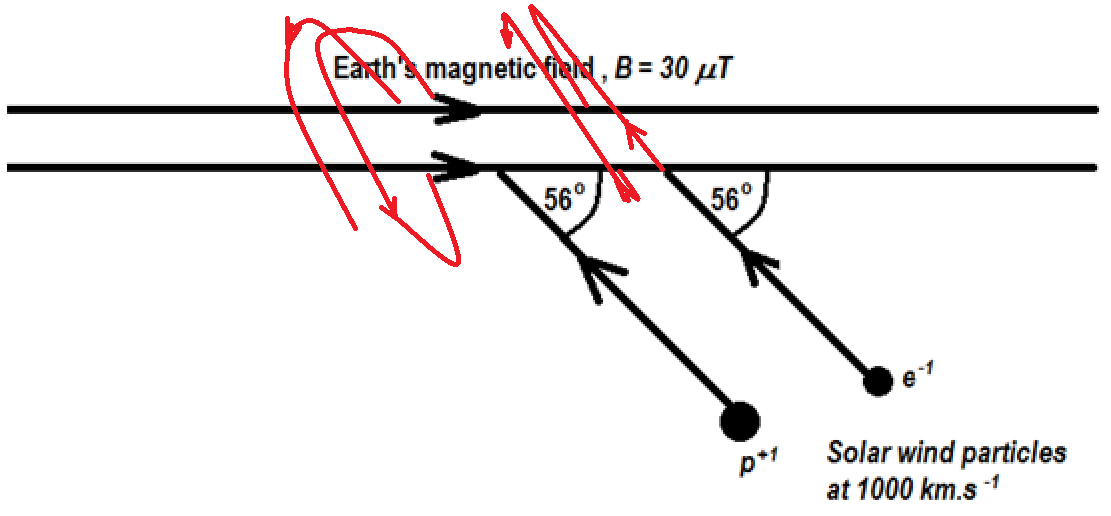 Earth's magnetic field , B = 30 μT
56°
56°
e⁻¹
p⁺¹
Solar wind particles
at 1000 km.s ⁻¹